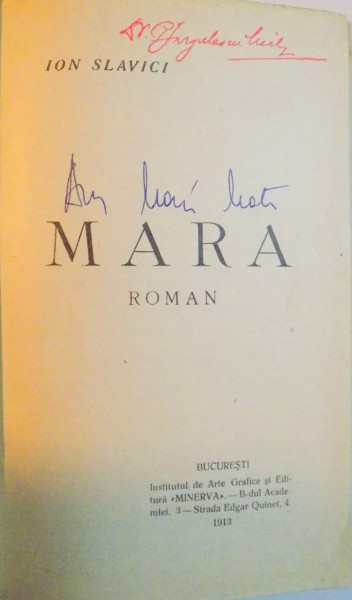 ION SLAVICI
MARA
ROMAN
BUCUREȘTI
Institutul de Arte Grafice și Edi-
tură «MINERVA». — B-dul Acade-
miei, 3 — Strada Edgar Quinet, 4.
1913